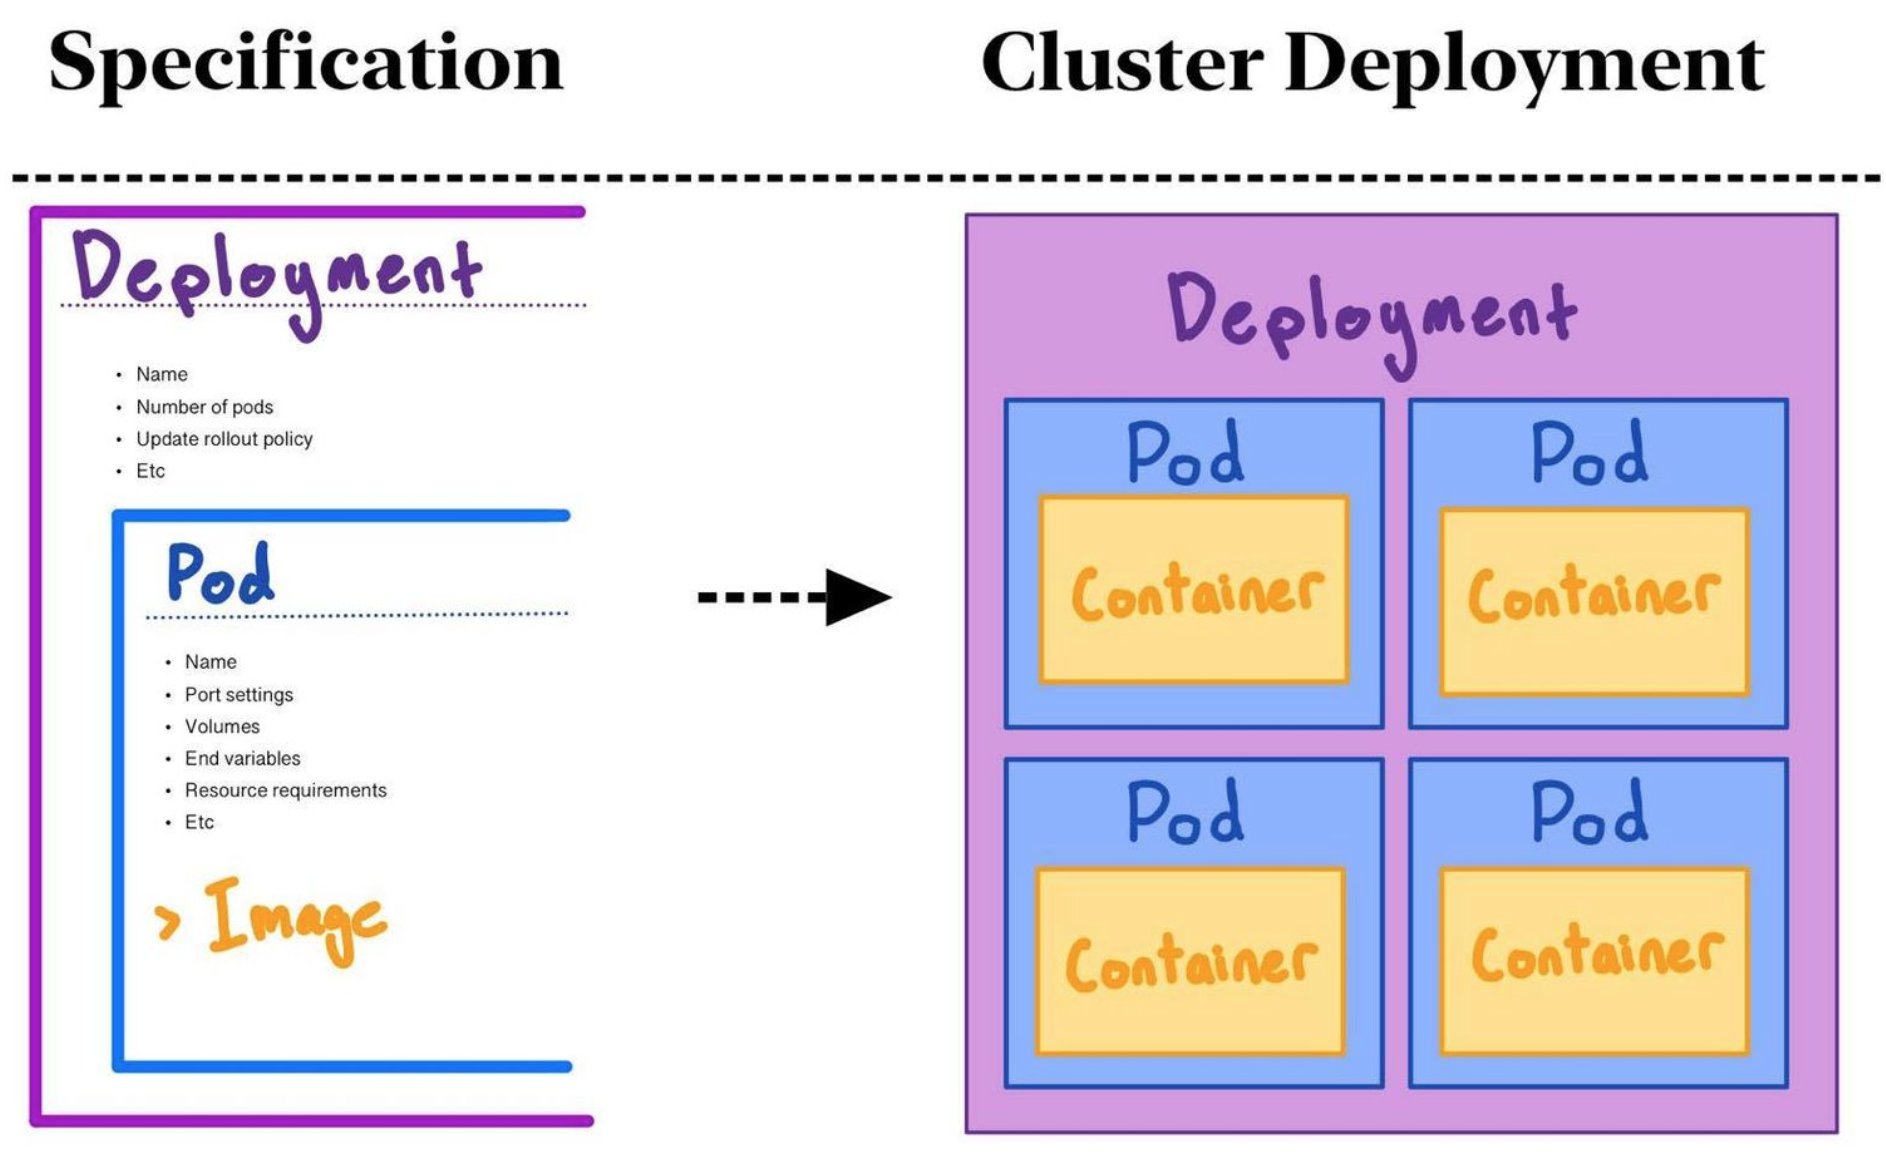 Specification
Cluster Deployment
Deployment
• Name
• Number of pods
• Update rollout policy
• Etc
Pod
• Name
• Port settings
• Volumes
• End variables
• Resource requirements
• Etc
> Image
Deployment
Pod
Pod
Container
Container
Pod
Pod
Container
Container